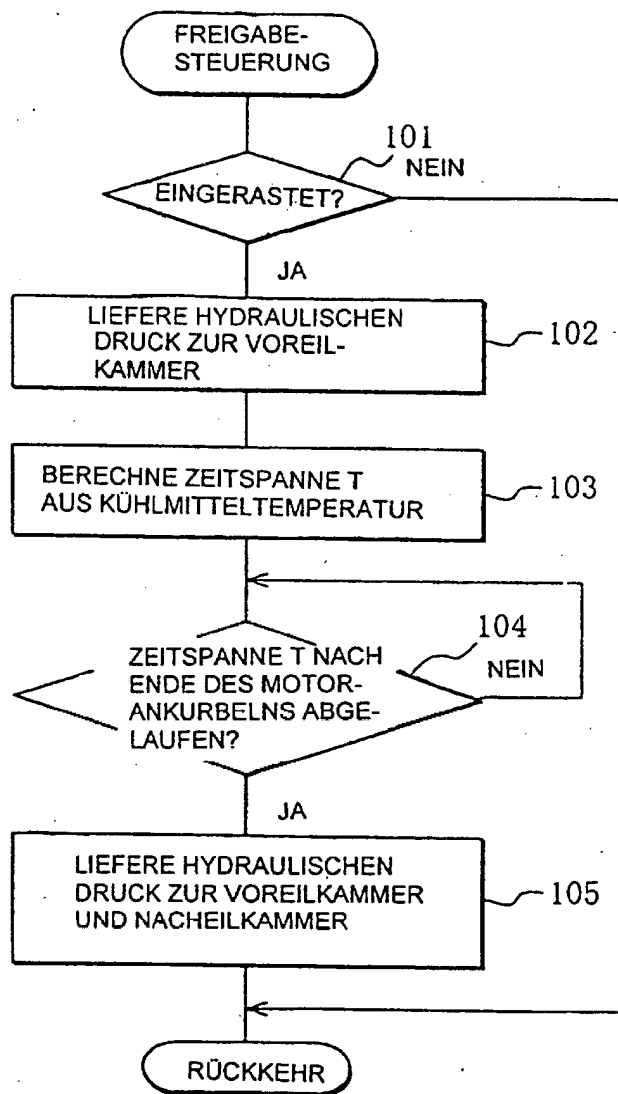 FREIGABE-
STEUERUNG
101
NEIN
EINGERASTET?
JA
LIEFERE HYDRAULISCHEN
DRUCK ZUR VOREIL-
KAMMER
102
BERECHNE ZEITSPANNE T
AUS KÜHLMITTELTEMPERATUR
103
104
ZEITSPANNE T NACH
ENDE DES MOTOR-
ANKURBELNS ABGE-
LAUFEN?
NEIN
JA
LIEFERE HYDRAULISCHEN
DRUCK ZUR VOREILKAMMER
UND NACHEILKAMMER
105
RÜCKKEHR